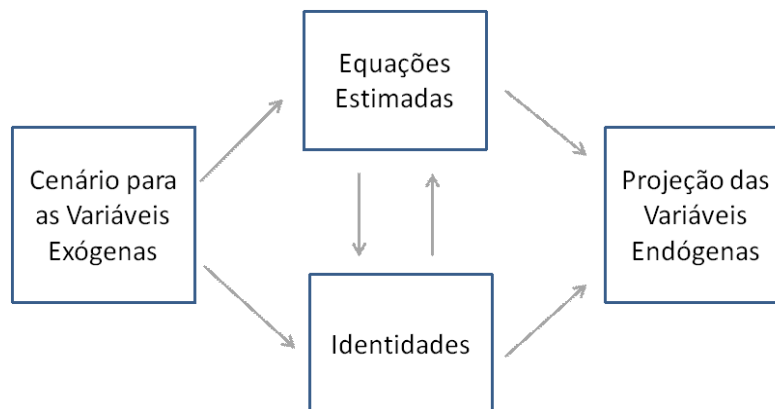 Equações
Estimadas
Cenário para
as Variáveis
Exógenas
Projeção das
Variáveis
Endógenas
Identidades